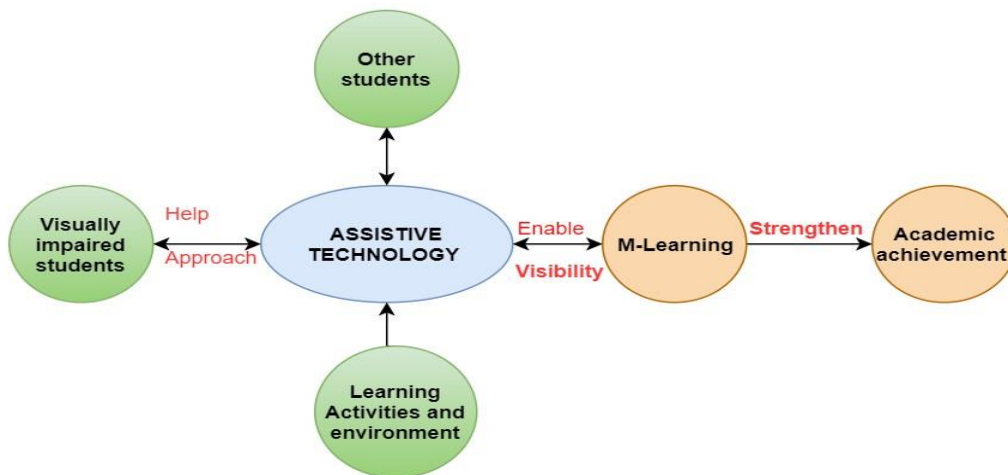 Other
students
Visually
impaired
students
Help
Approach
ASSISTIVE
TECHNOLOGY
Enable
Visibility
M-Learning
Strengthen
Academic
achievement
Learning
Activities and
environment